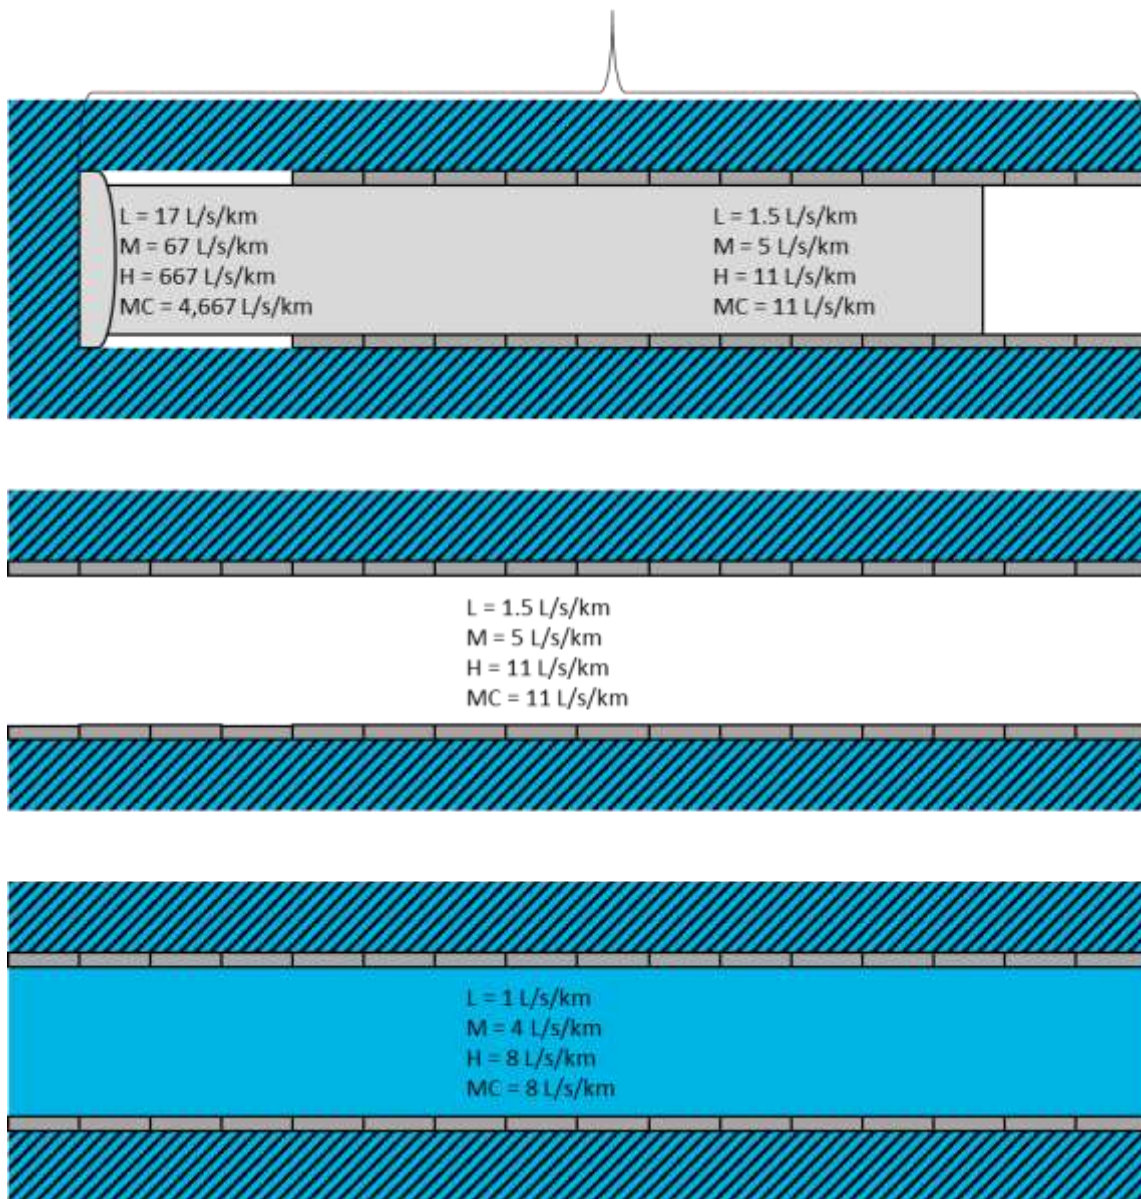 L = 17 L/s/km
M = 67 L/s/km
H = 667 L/s/km
MC = 4,667 L/s/km
L = 1.5 L/s/km
M = 5 L/s/km
H = 11 L/s/km
MC = 11 L/s/km
L = 1.5 L/s/km
M = 5 L/s/km
H = 11 L/s/km
MC = 11 L/s/km
L = 1 L/s/km
M = 4 L/s/km
H = 8 L/s/km
MC = 8 L/s/km